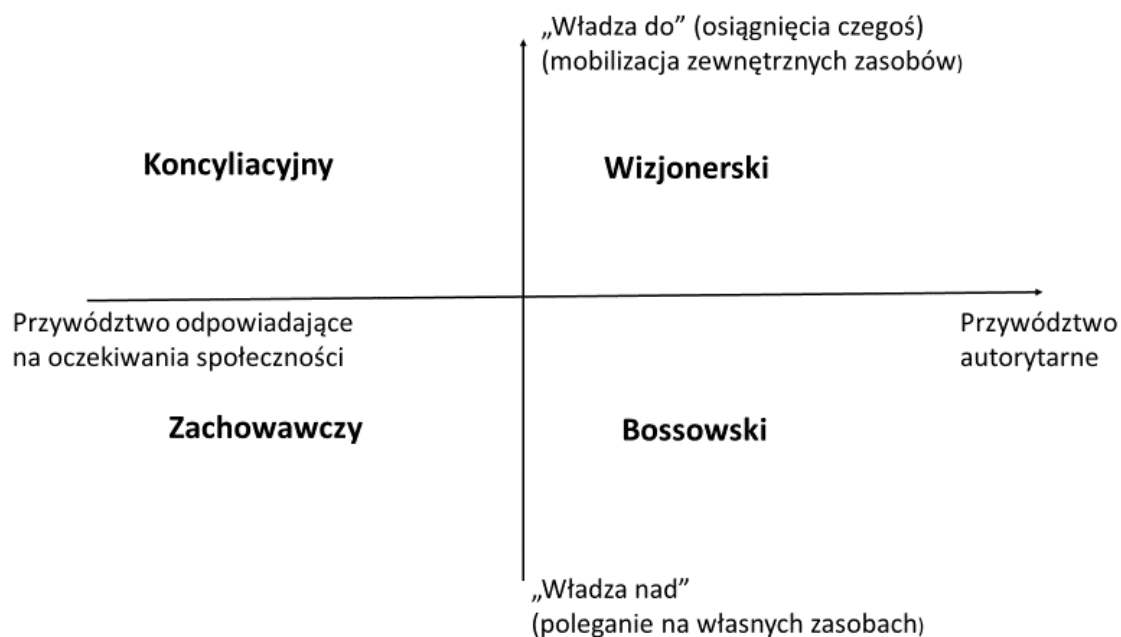 „Władza do” (osiągnięcia czegoś)
(mobilizacja zewnętrznych zasobów)
Koncyliacyjny
Wizjonerski
Przywództwo odpowiadające
na oczekiwania społeczności
Przywództwo
autorytarne
Zachowawczy
Bossowski
„Władza nad”
(poleganie na własnych zasobach)